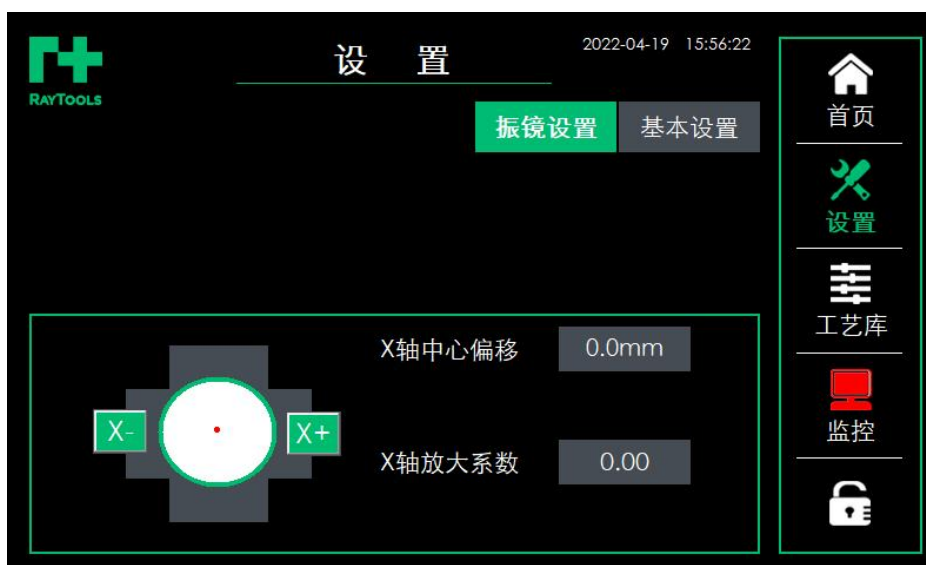 RAYTOOLS
设 置
2022-04-19 15:56:22
振镜设置
基本设置
首页
设置
工艺库
监控
X轴中心偏移
0.0mm
X-
X+
X轴放大系数
0.00